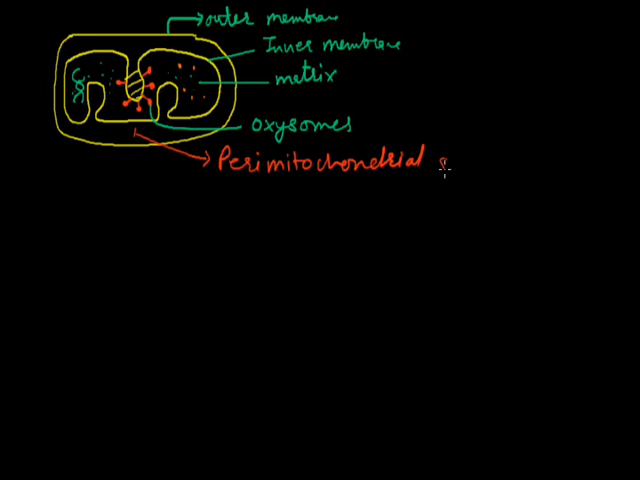 outer membrane
Inner membrane
matrix
oxysomes
Perimitochondrial s